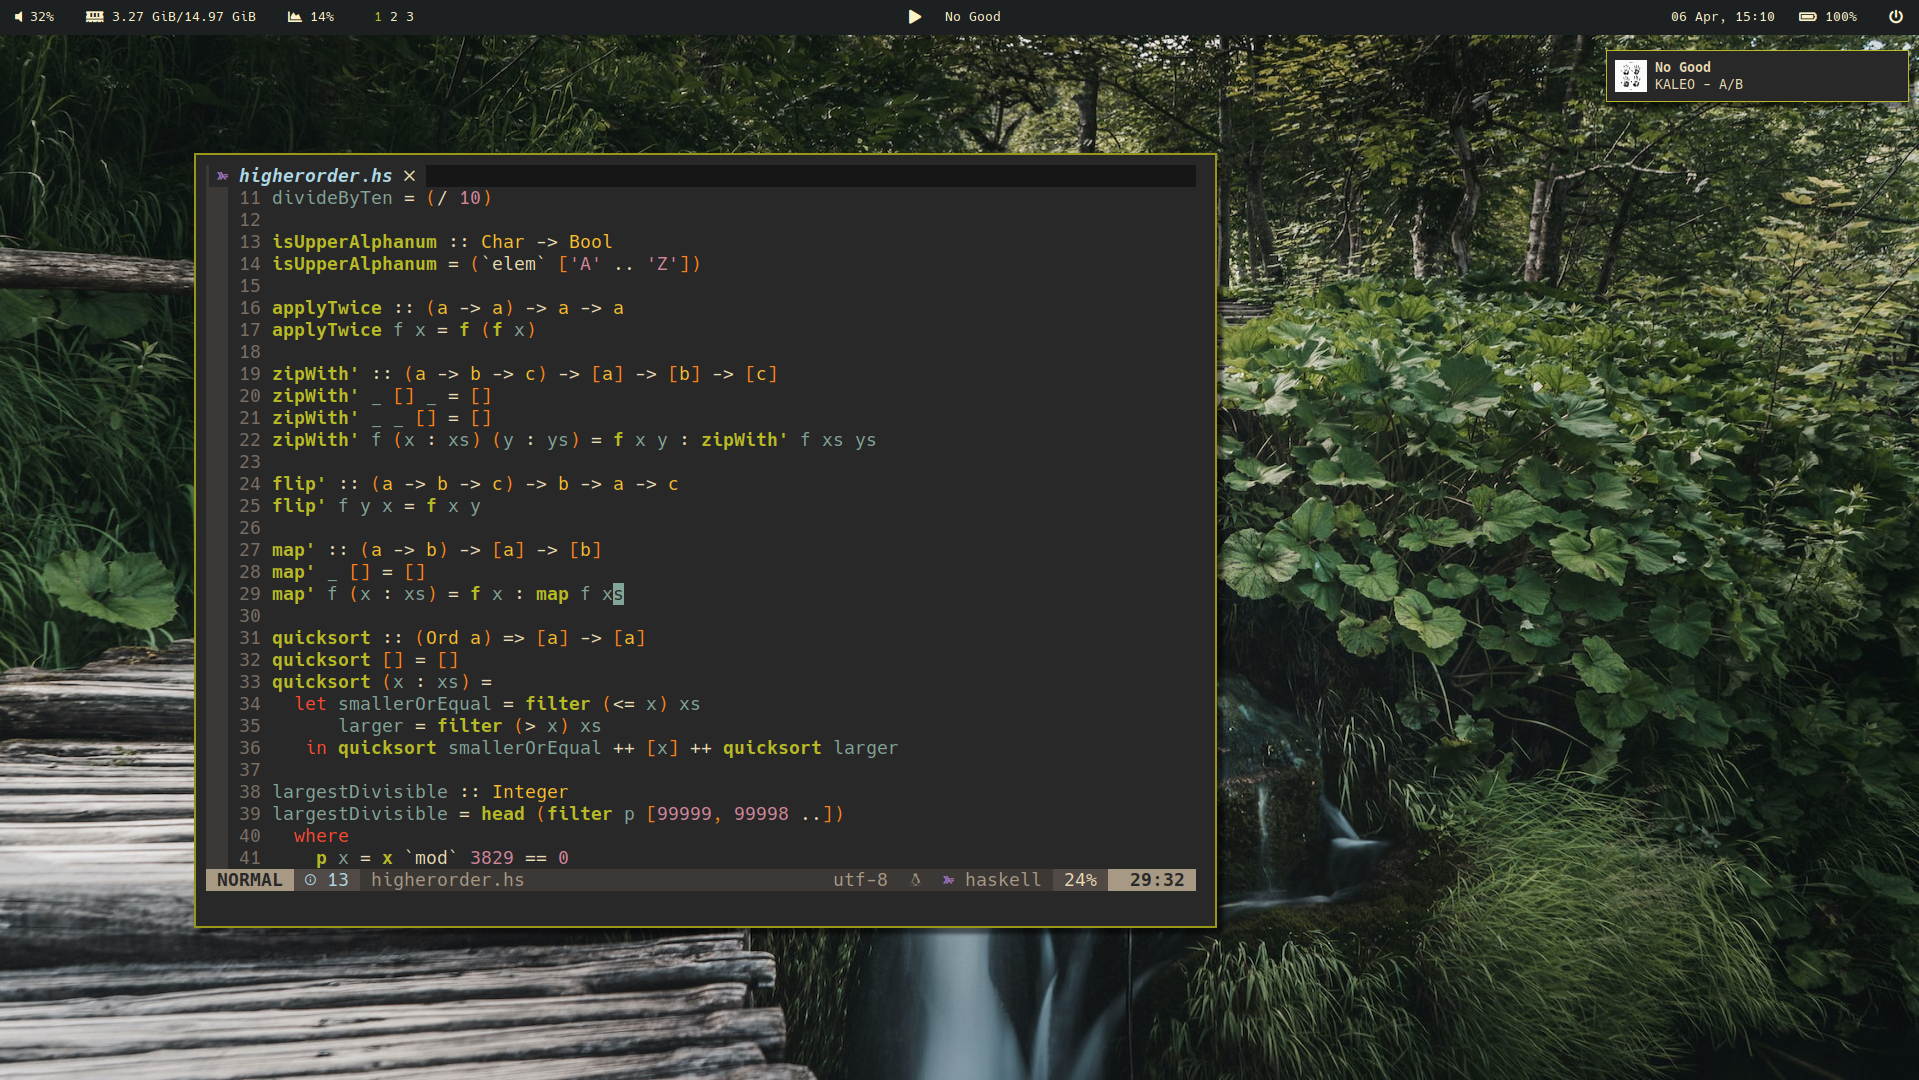 32% 3.27 GiB/14.97 GiB 14% 1 2 3 No Good 06 Apr, 15:10 100%
No Good
KALEO - A/B
higherorder.hs ×
11 divideByTen = (/ 10)
12
13 isUpperAlphanum :: Char -> Bool
14 isUpperAlphanum = (`elem` ['A' .. 'Z'])
15
16 applyTwice :: (a -> a) -> a -> a
17 applyTwice f x = f (f x)
18
19 zipWith' :: (a -> b -> c) -> [a] -> [b] -> [c]
20 zipWith' _ [] _ = []
21 zipWith' _ _ [] = []
22 zipWith' f (x : xs) (y : ys) = f x y : zipWith' f xs ys
23
24 flip' :: (a -> b -> c) -> b -> a -> c
25 flip' f y x = f x y
26
27 map' :: (a -> b) -> [a] -> [b]
28 map' _ [] = []
29 map' f (x : xs) = f x : map f xs
30
31 quicksort :: (Ord a) => [a] -> [a]
32 quicksort [] = []
33 quicksort (x : xs) =
34   let smallerOrEqual = filter (<= x) xs
35       larger = filter (> x) xs
36    in quicksort smallerOrEqual ++ [x] ++ quicksort larger
37
38 largestDivisible :: Integer
39 largestDivisible = head (filter p [99999, 99998 ..])
40   where
41     p x = x `mod` 3829 == 0
NORMAL 13 higherorder.hs utf-8 haskell 24% 29:32